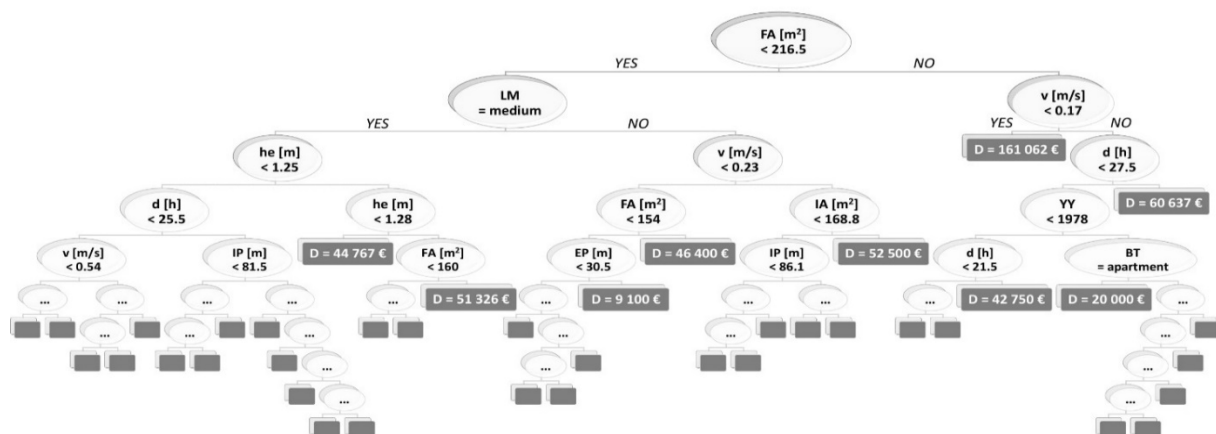 FA [m²]
< 216.5
YES
NO
LM
= medium
v [m/s]
< 0.17
YES
NO
YES
NO
he [m]
< 1.25
v [m/s]
< 0.23
D = 161 062 €
d [h]
< 27.5
d [h]
< 25.5
he [m]
< 1.28
FA [m²]
< 154
IA [m²]
< 168.8
YY
< 1978
D = 60 637 €
v [m/s]
< 0.54
IP [m]
< 81.5
D = 44 767 €
FA [m²]
< 160
EP [m]
< 30.5
D = 46 400 €
IP [m]
< 86.1
D = 52 500 €
d [h]
< 21.5
BT
= apartment
... ... ... ... ...
D = 51 326 €
...
D = 9 100 €
... ... ...
D = 42 750 €
D = 20 000 €
...
... ... ... ... ... ...
... ... ...
... ...